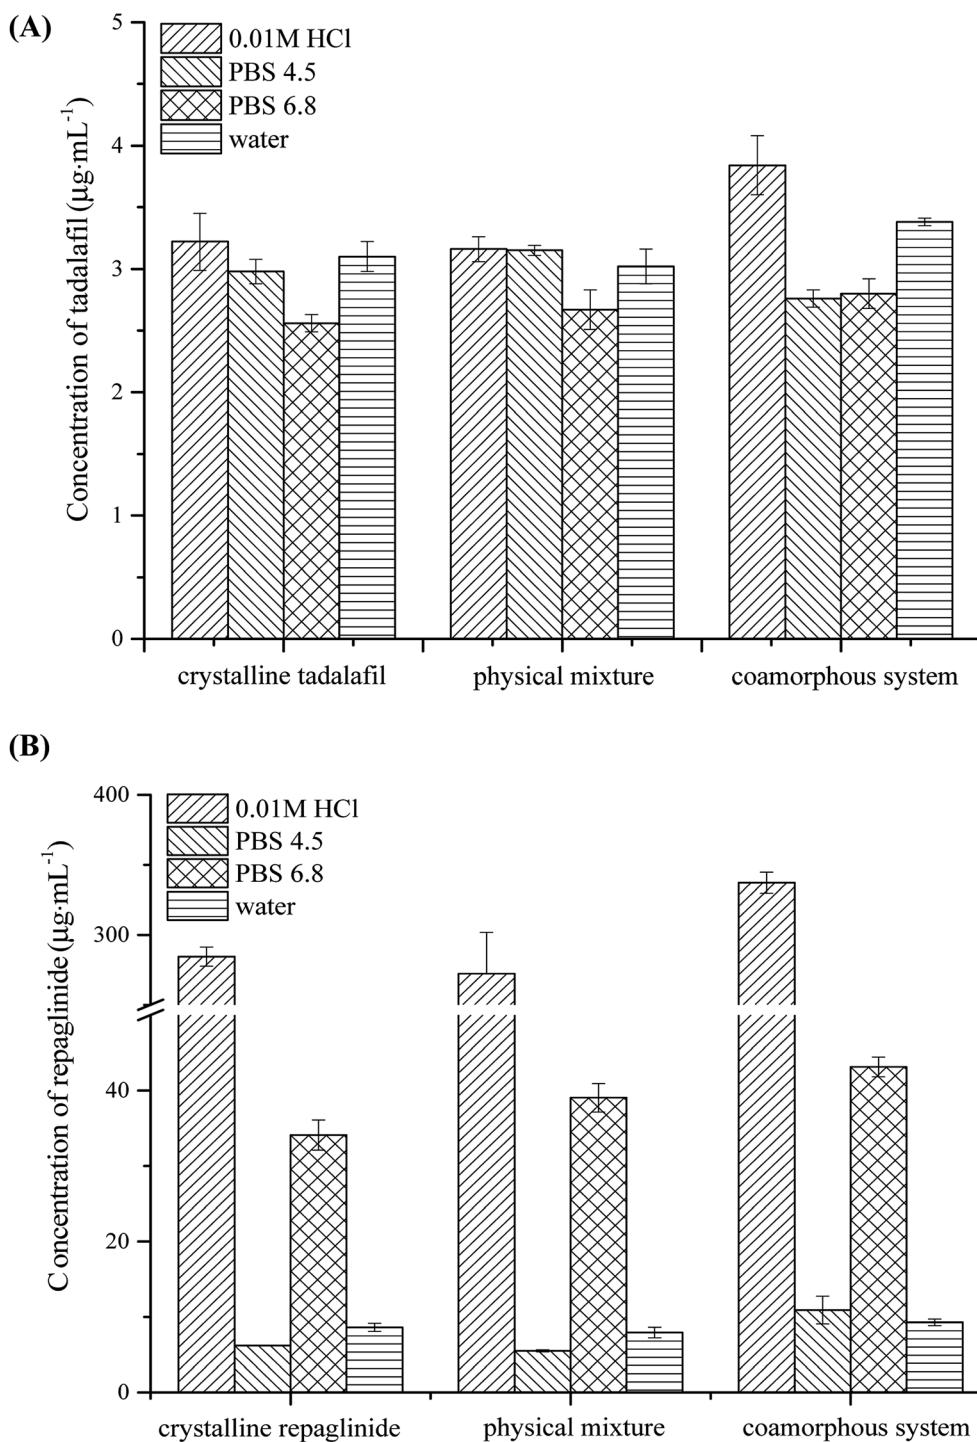 (A)
5
4
3
2
1
0
Concentration of tadalafil (µg·mL⁻¹)
0.01M HCl
PBS 4.5
PBS 6.8
water
crystalline tadalafil
physical mixture
coamorphous system
(B)
400
300
40
20
0
Concentration of repaglinide (µg·mL⁻¹)
0.01M HCl
PBS 4.5
PBS 6.8
water
crystalline repaglinide
physical mixture
coamorphous system